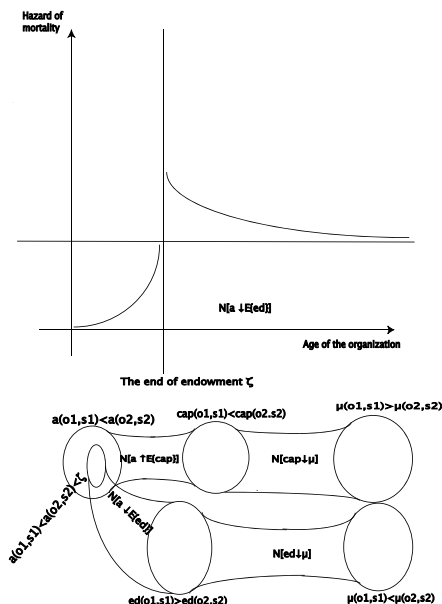 Hazard of
mortality
N[a ↓E{ed}]
Age of the organization
The end of endowment ζ
a(o1,s1)<a(o2,s2)
cap(o1,s1)<cap(o2.s2)
μ(o1,s1)>μ(o2,s2)
N[a ↑E{cap}]
N[cap↓μ]
a(o1,s1)<a(o2,s2)<ζ
N[a ↓E{ed}]
N[ed↓μ]
ed(o1,s1)>ed(o2,s2)
μ(o1,s1)<μ(o2,s2)